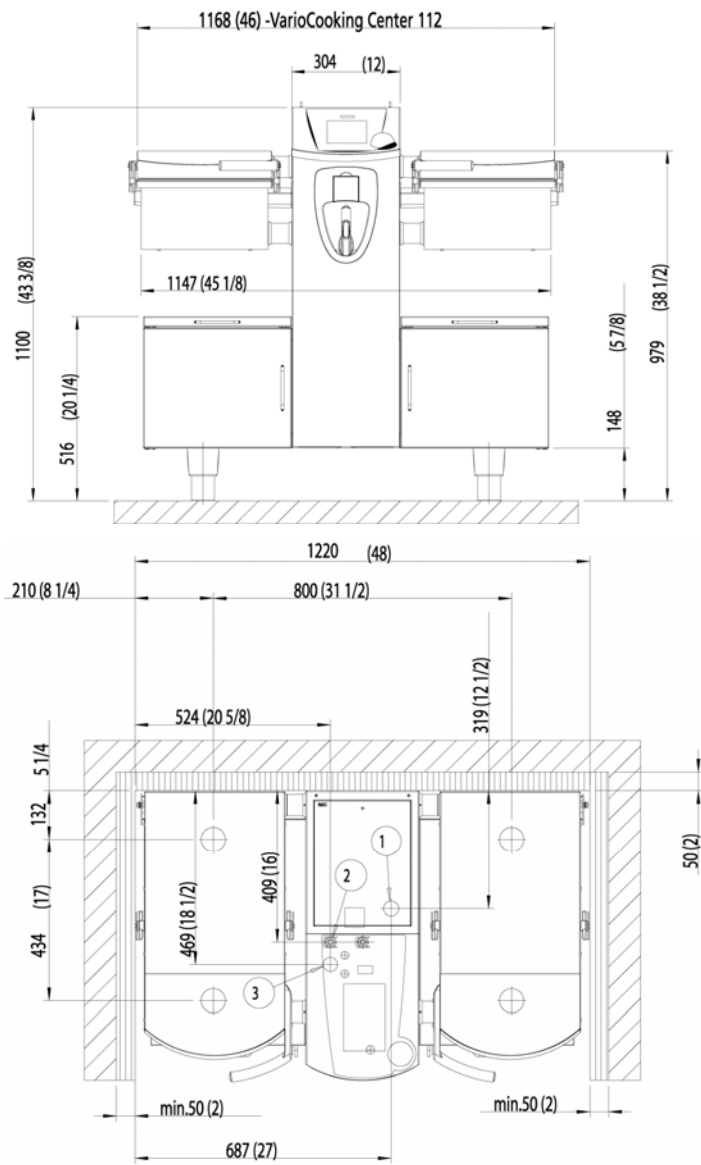 1168 (46) -VarioCooking Center 112
304 (12)
1100 (43 3/8)
1147 (45 1/8)
516 (20 1/4)
148 (5 7/8)
979 (38 1/2)
1220 (48)
210 (8 1/4)
800 (31 1/2)
524 (20 5/8)
319 (12 1/2)
132 5 1/4
434 (17)
469 (18 1/2)
409 (16)
50 (2)
1
2
3
min.50 (2)
min.50 (2)
687 (27)